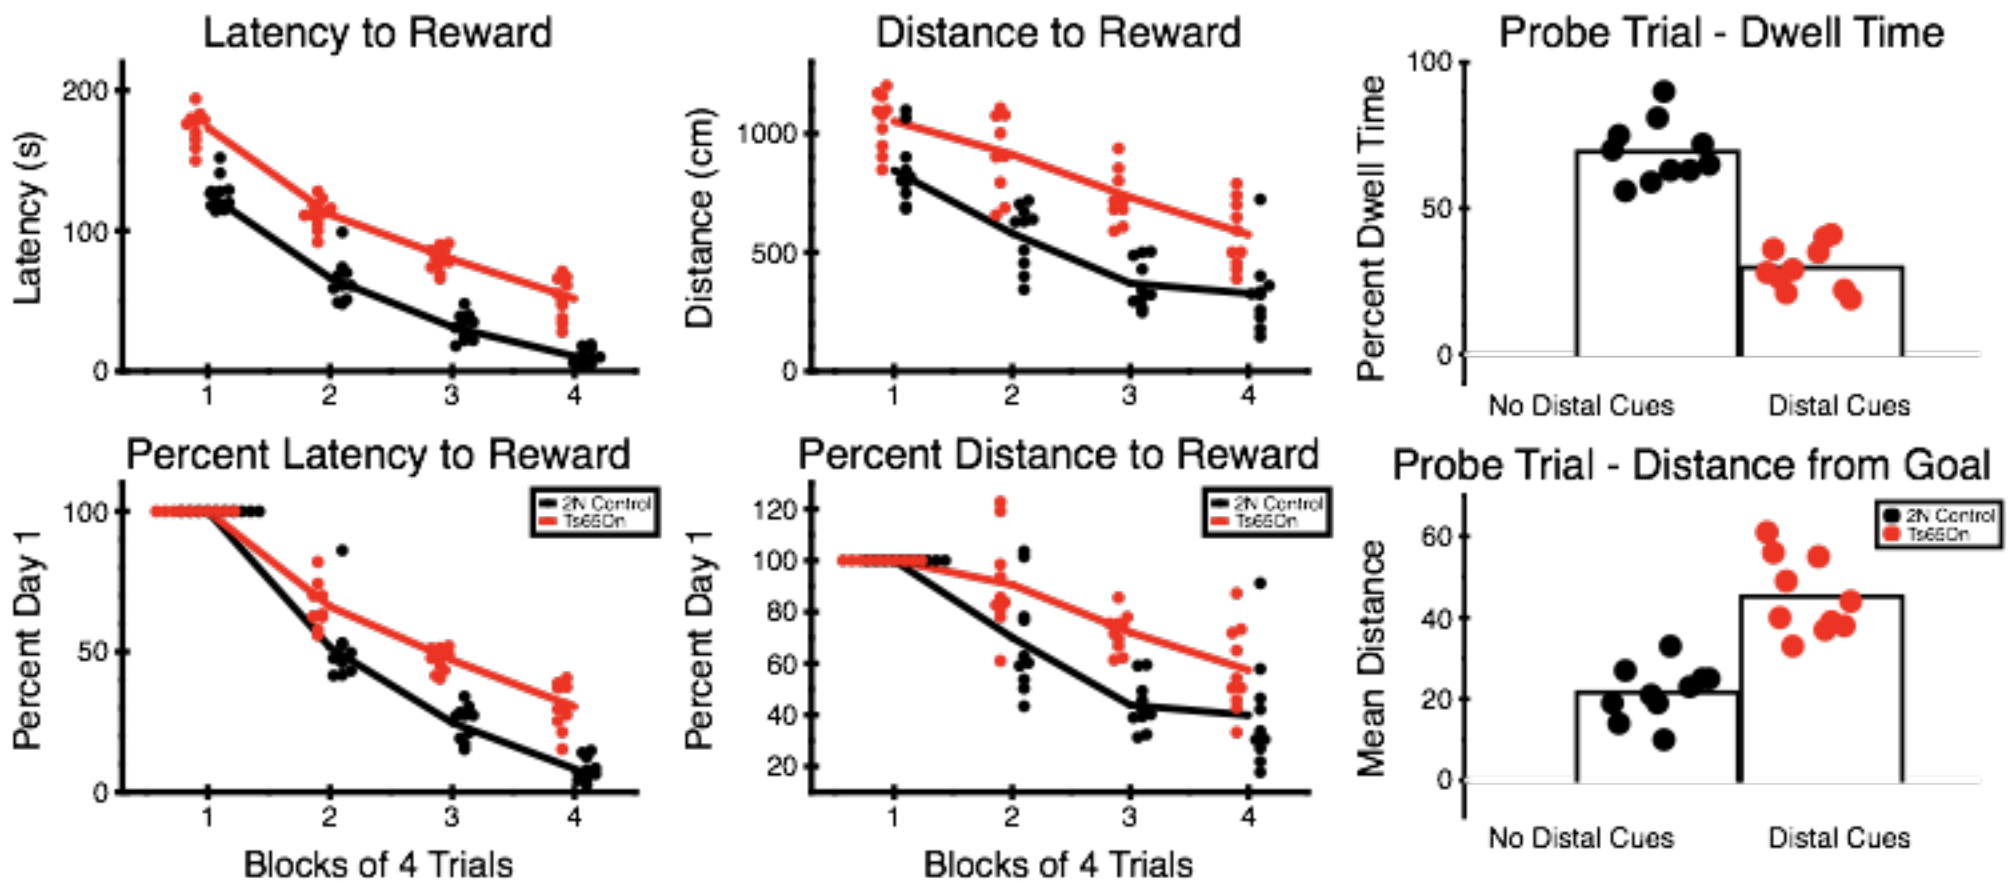 Latency to Reward
Latency (s)
200
100
0
1 2 3 4
Distance to Reward
Distance (cm)
1000
500
0
1 2 3 4
Probe Trial - Dwell Time
Percent Dwell Time
100
50
0
No Distal Cues Distal Cues
Percent Latency to Reward
Percent Day 1
100
50
0
2N Control
Ts65Dn
1 2 3 4
Blocks of 4 Trials
Percent Distance to Reward
Percent Day 1
120
100
80
60
40
20
2N Control
Ts65Dn
1 2 3 4
Blocks of 4 Trials
Probe Trial - Distance from Goal
Mean Distance
60
40
20
0
2N Control
Ts65Dn
No Distal Cues Distal Cues